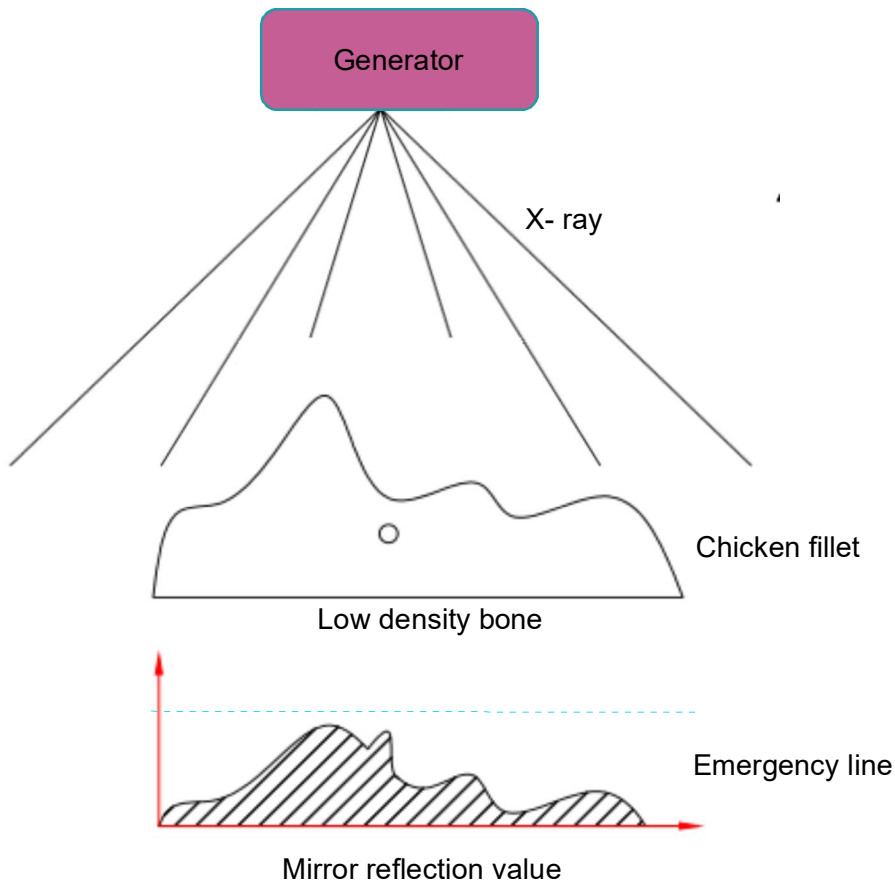 Generator
X- ray
Chicken fillet
Low density bone
Emergency line
Mirror reflection value